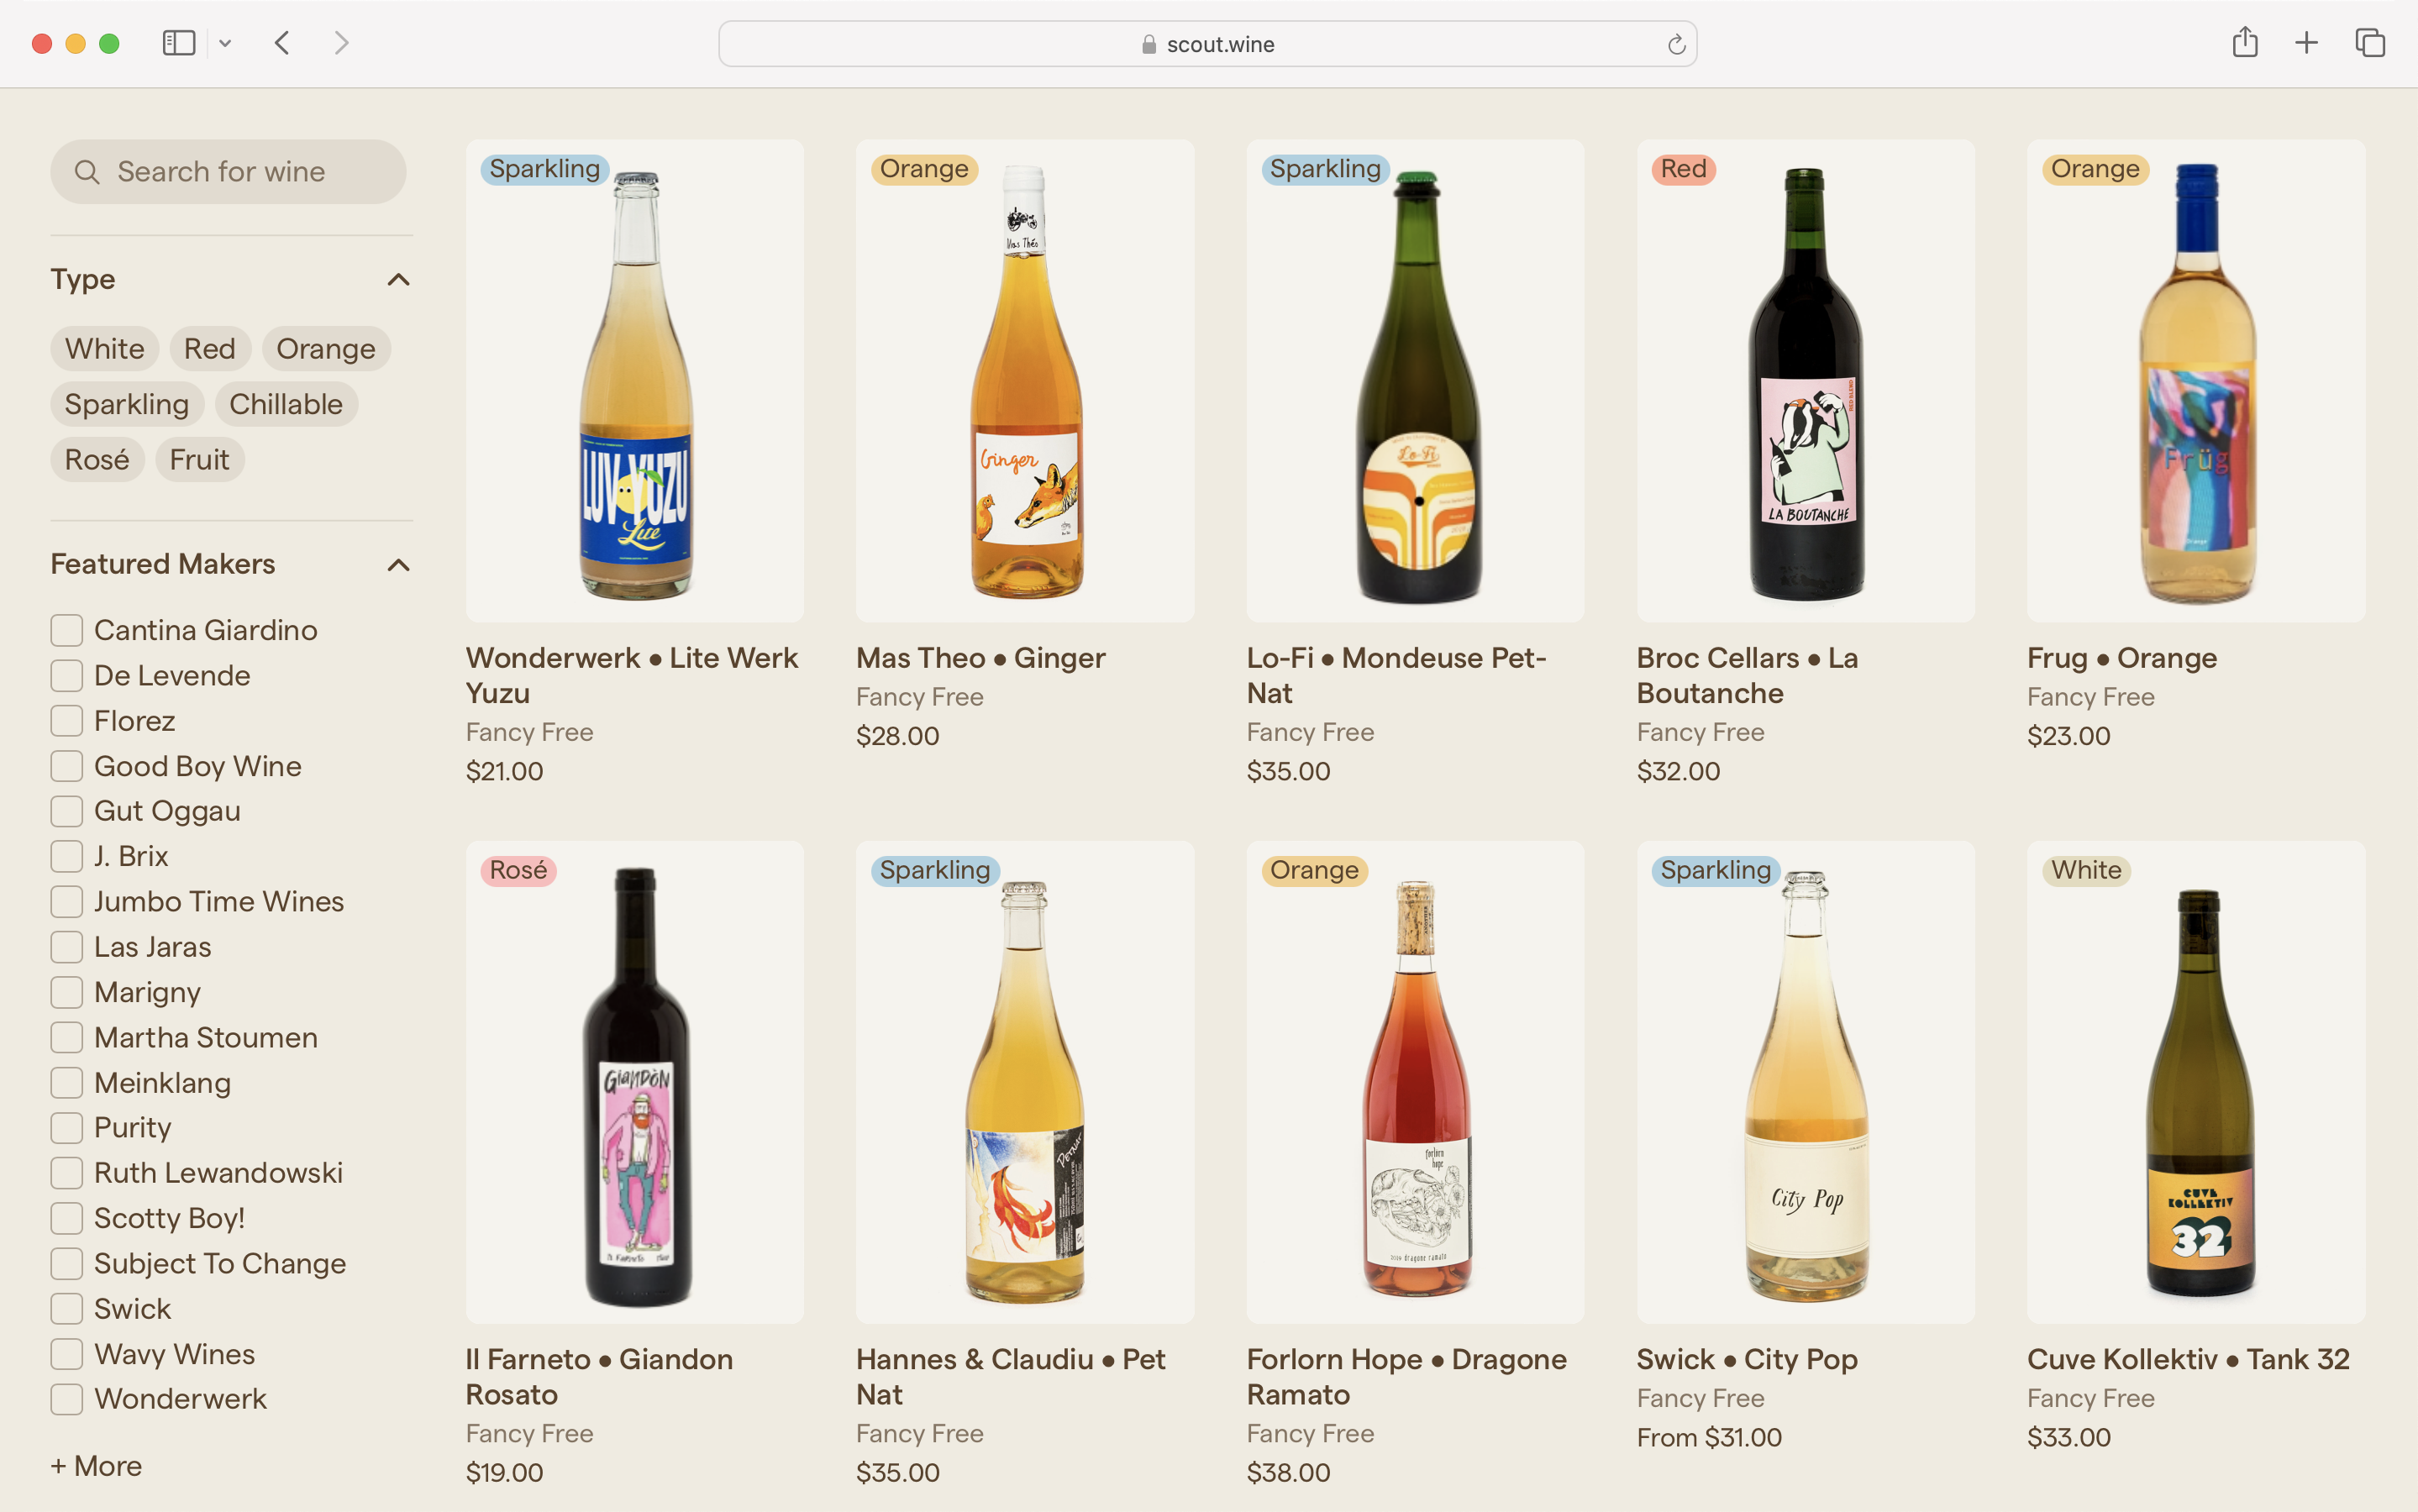 scout.wine
Search for wine
Type
White
Red
Orange
Sparkling
Chillable
Rosé
Fruit
Featured Makers
Cantina Giardino
De Levende
Florez
Good Boy Wine
Gut Oggau
J. Brix
Jumbo Time Wines
Las Jaras
Marigny
Martha Stoumen
Meinklang
Purity
Ruth Lewandowski
Scotty Boy!
Subject To Change
Swick
Wavy Wines
Wonderwerk
+ More
Sparkling
LUV YUZU
Lite
Wonderwerk • Lite Werk
Yuzu
Fancy Free
$21.00
Orange
Mas Théo
Ginger
Mas Theo • Ginger
Fancy Free
$28.00
Sparkling
Lo-Fi
Lo-Fi • Mondeuse Pet-
Nat
Fancy Free
$35.00
Red
LA BOUTANCHE
Broc Cellars • La
Boutanche
Fancy Free
$32.00
Orange
Früg
Orange
Frug • Orange
Fancy Free
$23.00
Rosé
GIANDÒN
Il Farneto
Il Farneto • Giandon
Rosato
Fancy Free
$19.00
Sparkling
Hannes & Claudiu • Pet
Nat
Fancy Free
$35.00
Orange
forlorn
hope
dragone ramato
Forlorn Hope • Dragone
Ramato
Fancy Free
$38.00
Sparkling
City Pop
Swick • City Pop
Fancy Free
From $31.00
White
CUVE
KOLLEKTIV
32
Cuve Kollektiv • Tank 32
Fancy Free
$33.00